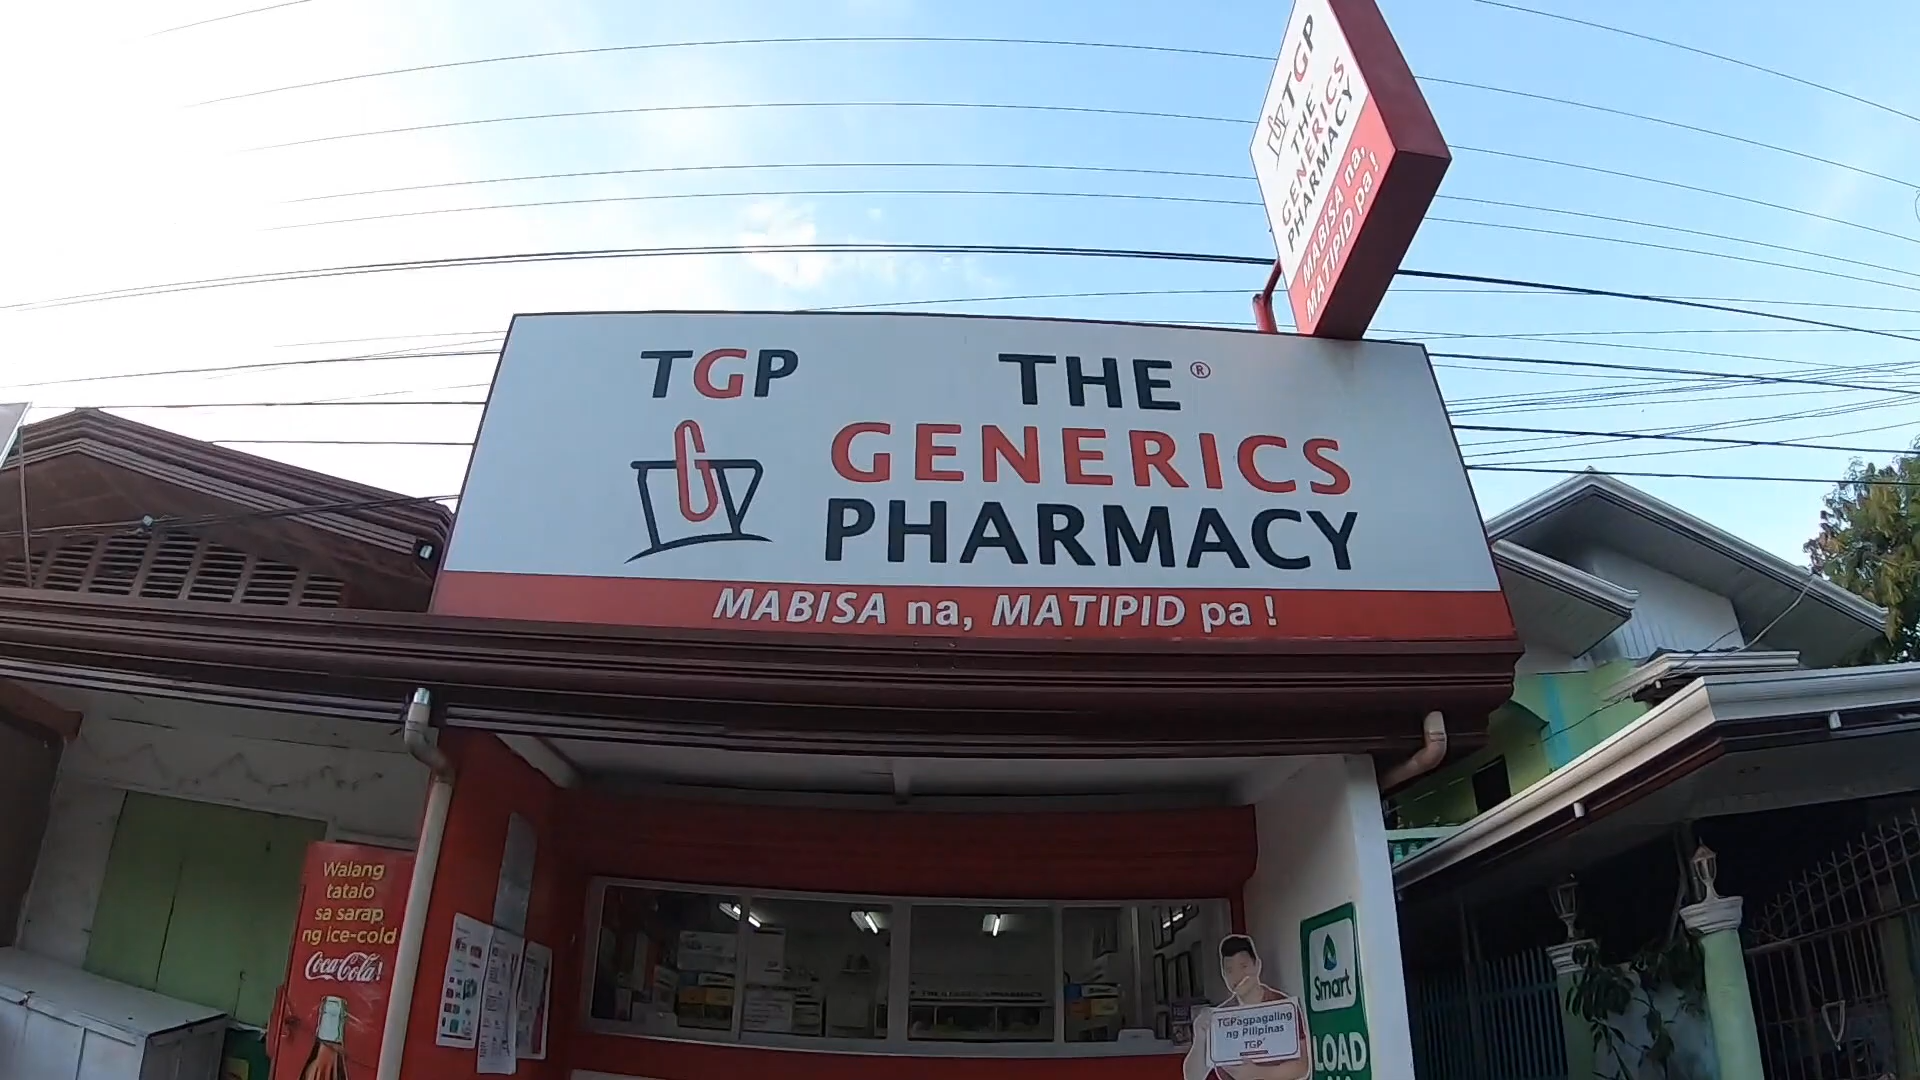 TGP
THE®
GENERICS
PHARMACY
MABISA na, MATIPID pa !
TGP
THE
GENERICS
PHARMACY
MABISA na,
MATIPID pa !
Walang
tatalo
sa sarap
ng ice-cold
Coca-Cola!
Smart
LOAD
TGPagpagaling
ng Pilipinas
TGP